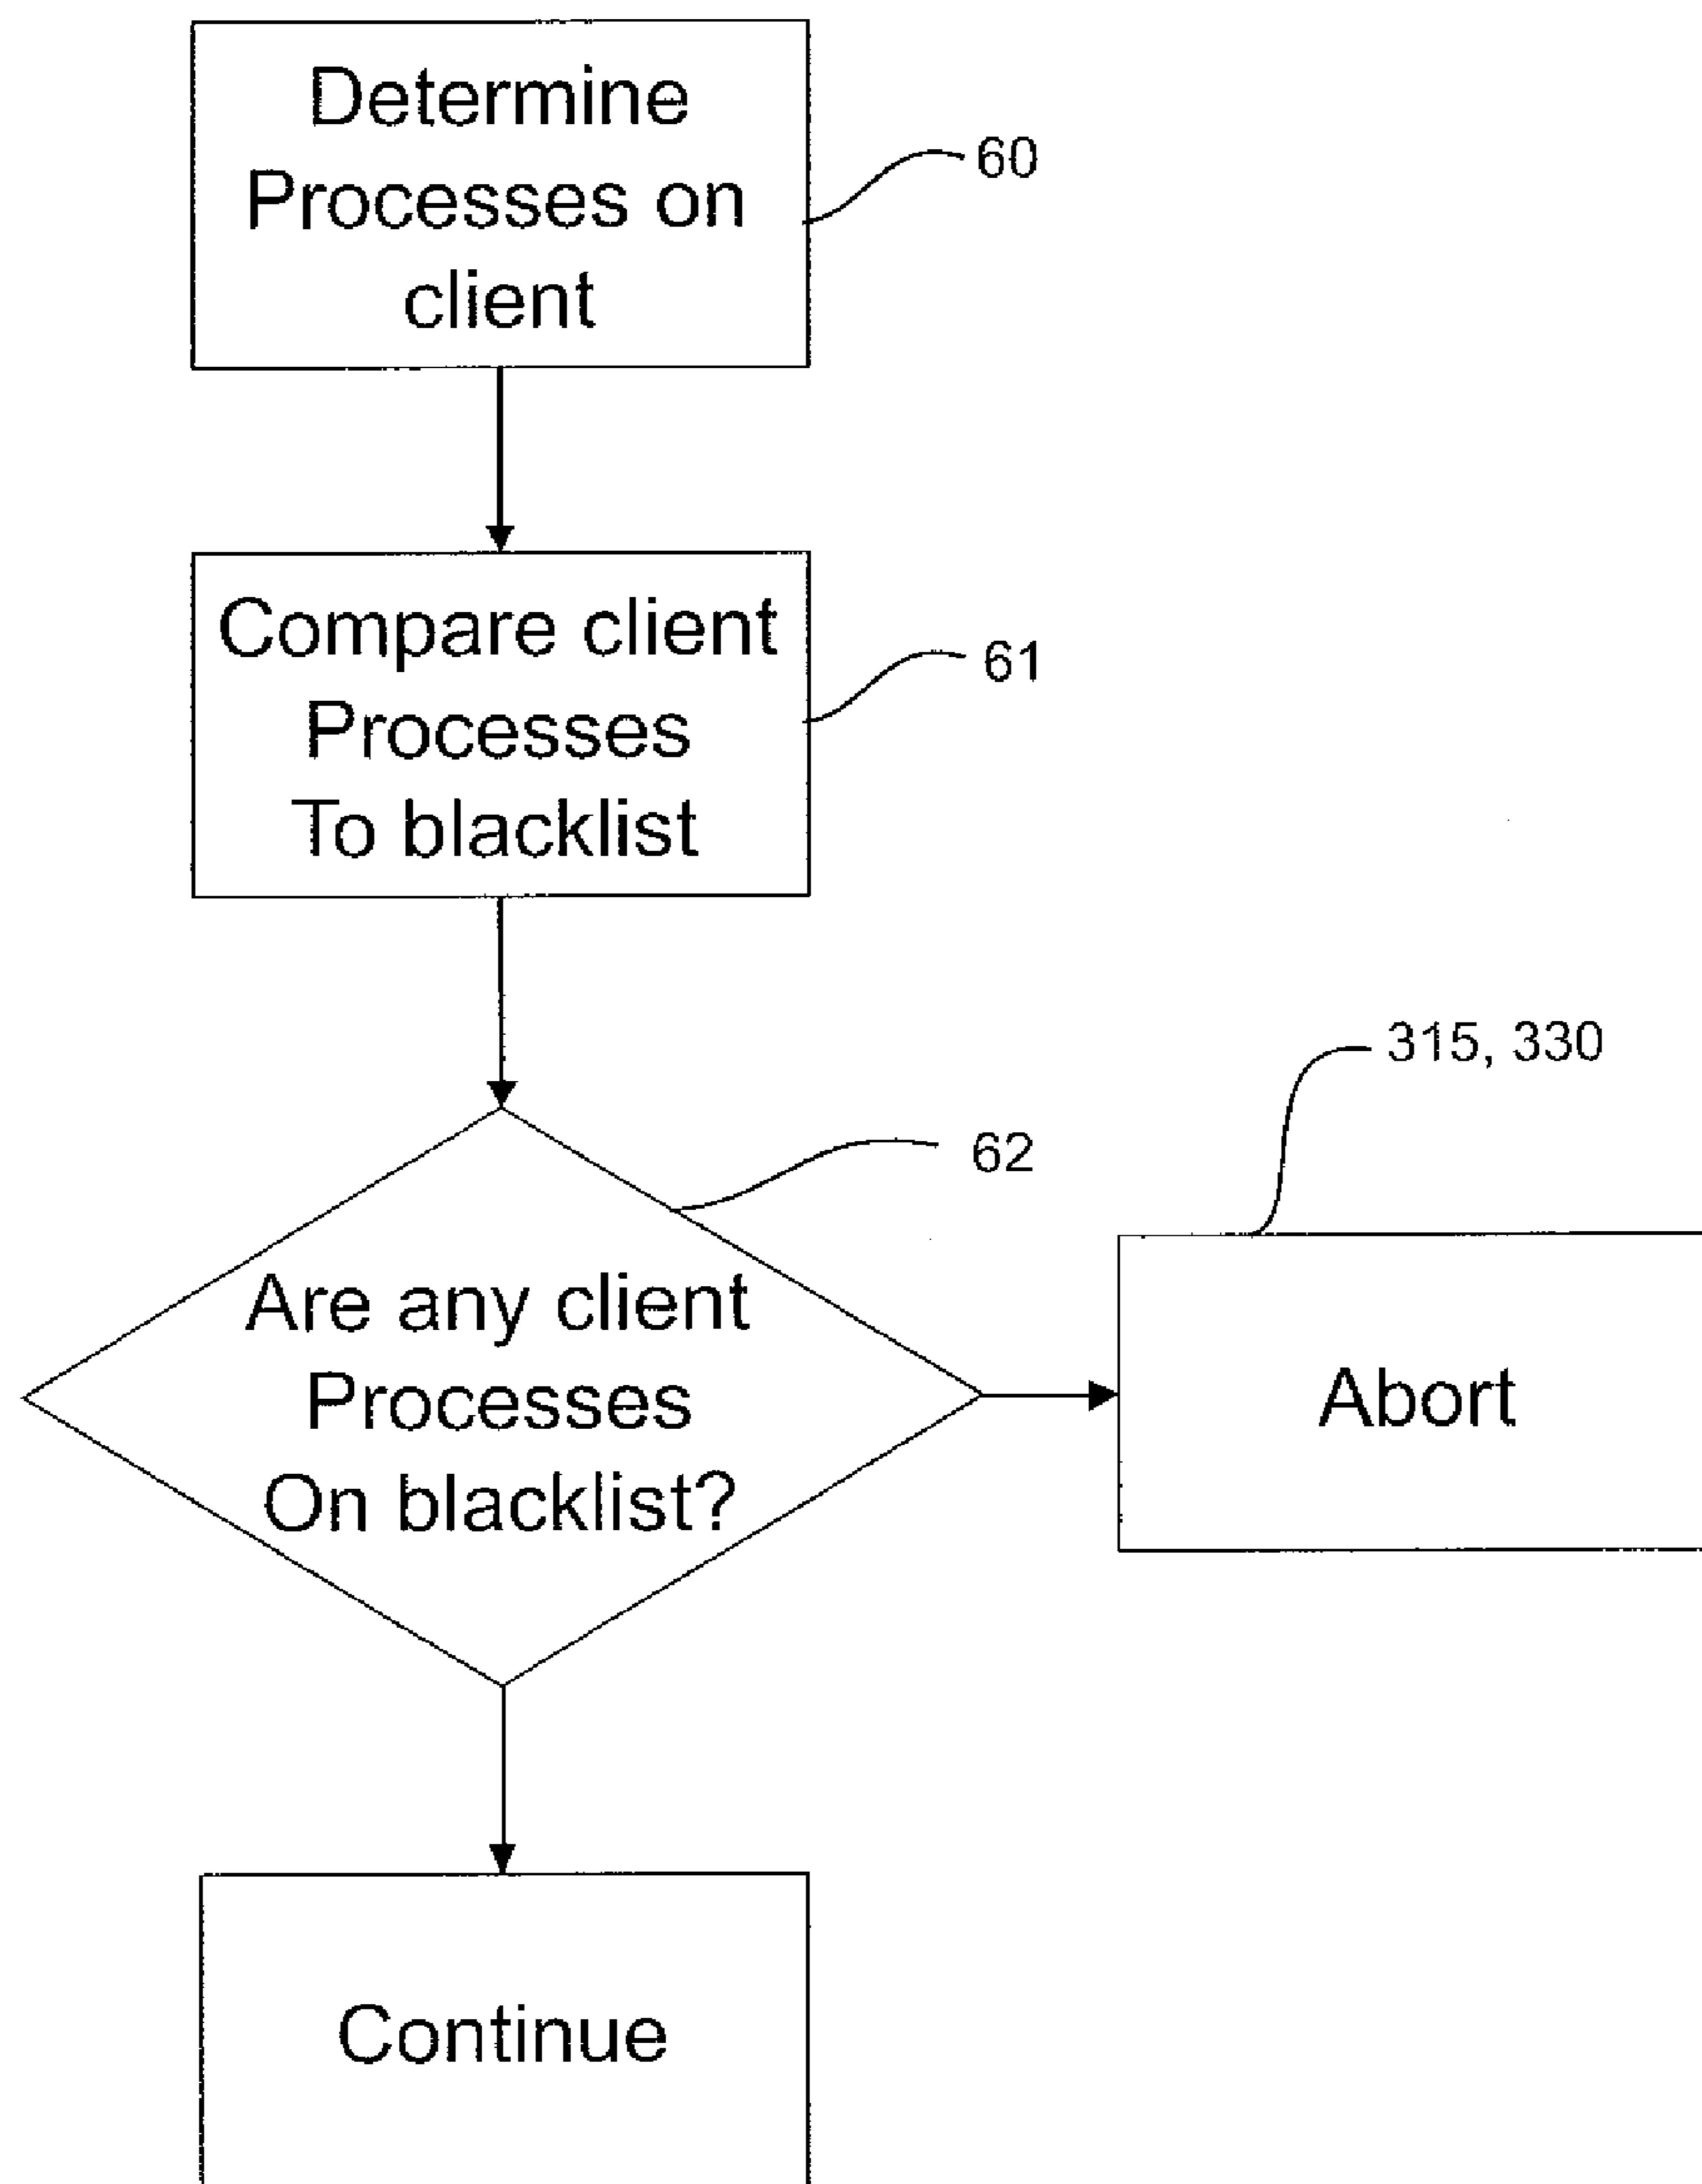 Determine
Processes on
client
60
Compare client
Processes
To blacklist
61
315, 330
62
Are any client
Processes
On blacklist?
Abort
Continue